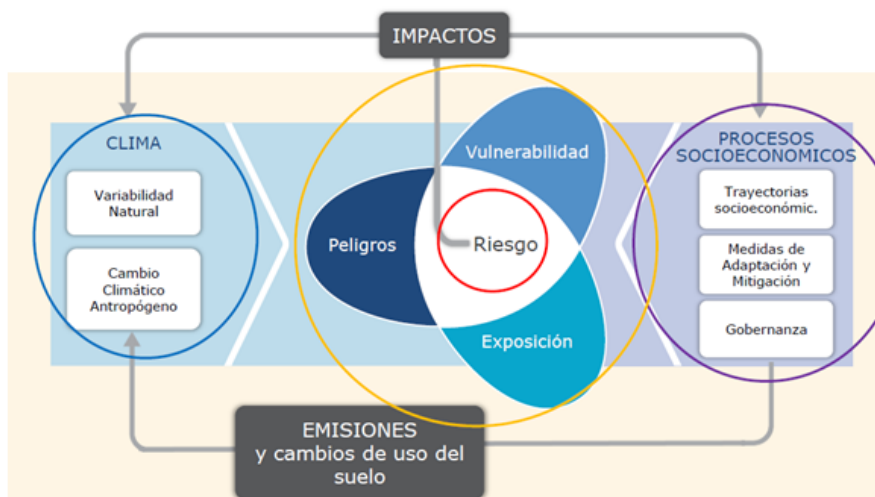 IMPACTOS
CLIMA
Variabilidad
Natural
Cambio
Climático
Antropógeno
Peligros
Vulnerabilidad
Riesgo
Exposición
PROCESOS
SOCIOECONOMICOS
Trayectorias
socioeconómic.
Medidas de
Adaptación y
Mitigación
Gobernanza
EMISIONES
y cambios de uso del
suelo